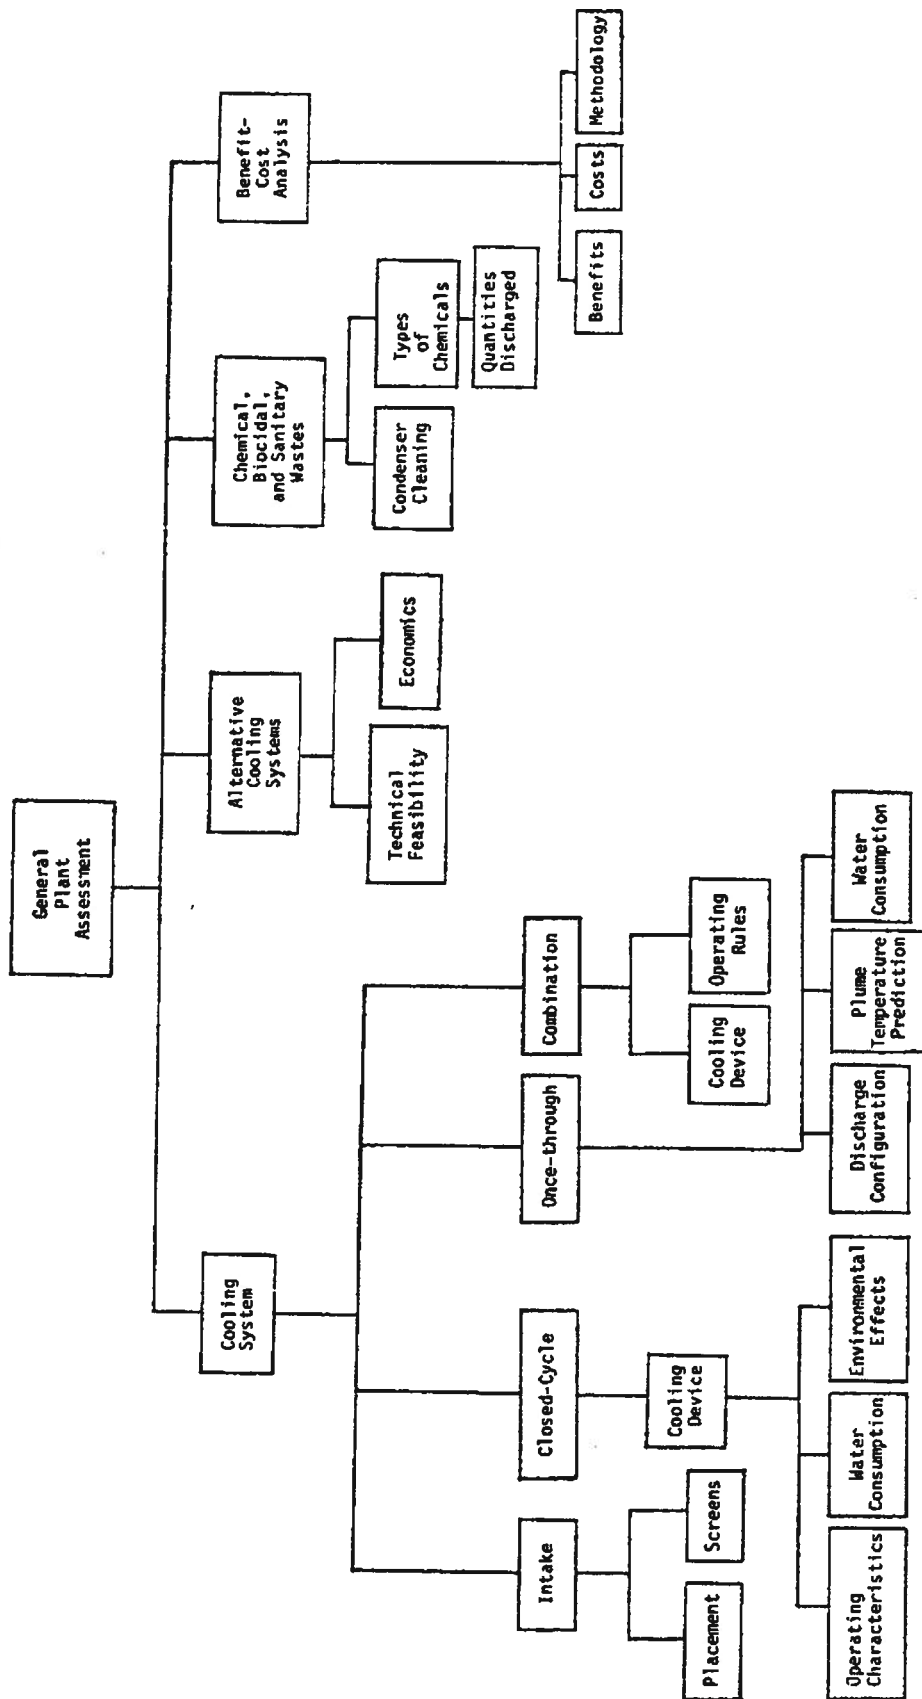 General
Plant
Assessment
Cooling
System
Alternative
Cooling
Systems
Chemical,
Biocidal,
and Sanitary
Wastes
Benefit-
Cost
Analysis
Intake
Closed-Cycle
Once-through
Combination
Technical
Feasibility
Economics
Condenser
Cleaning
Types
of
Chemicals
Quantities
Discharged
Benefits
Costs
Methodology
Placement
Screens
Cooling
Device
Cooling
Device
Operating
Rules
Operating
Characteristics
Water
Consumption
Environmental
Effects
Discharge
Configuration
Plume
Temperature
Prediction
Water
Consumption